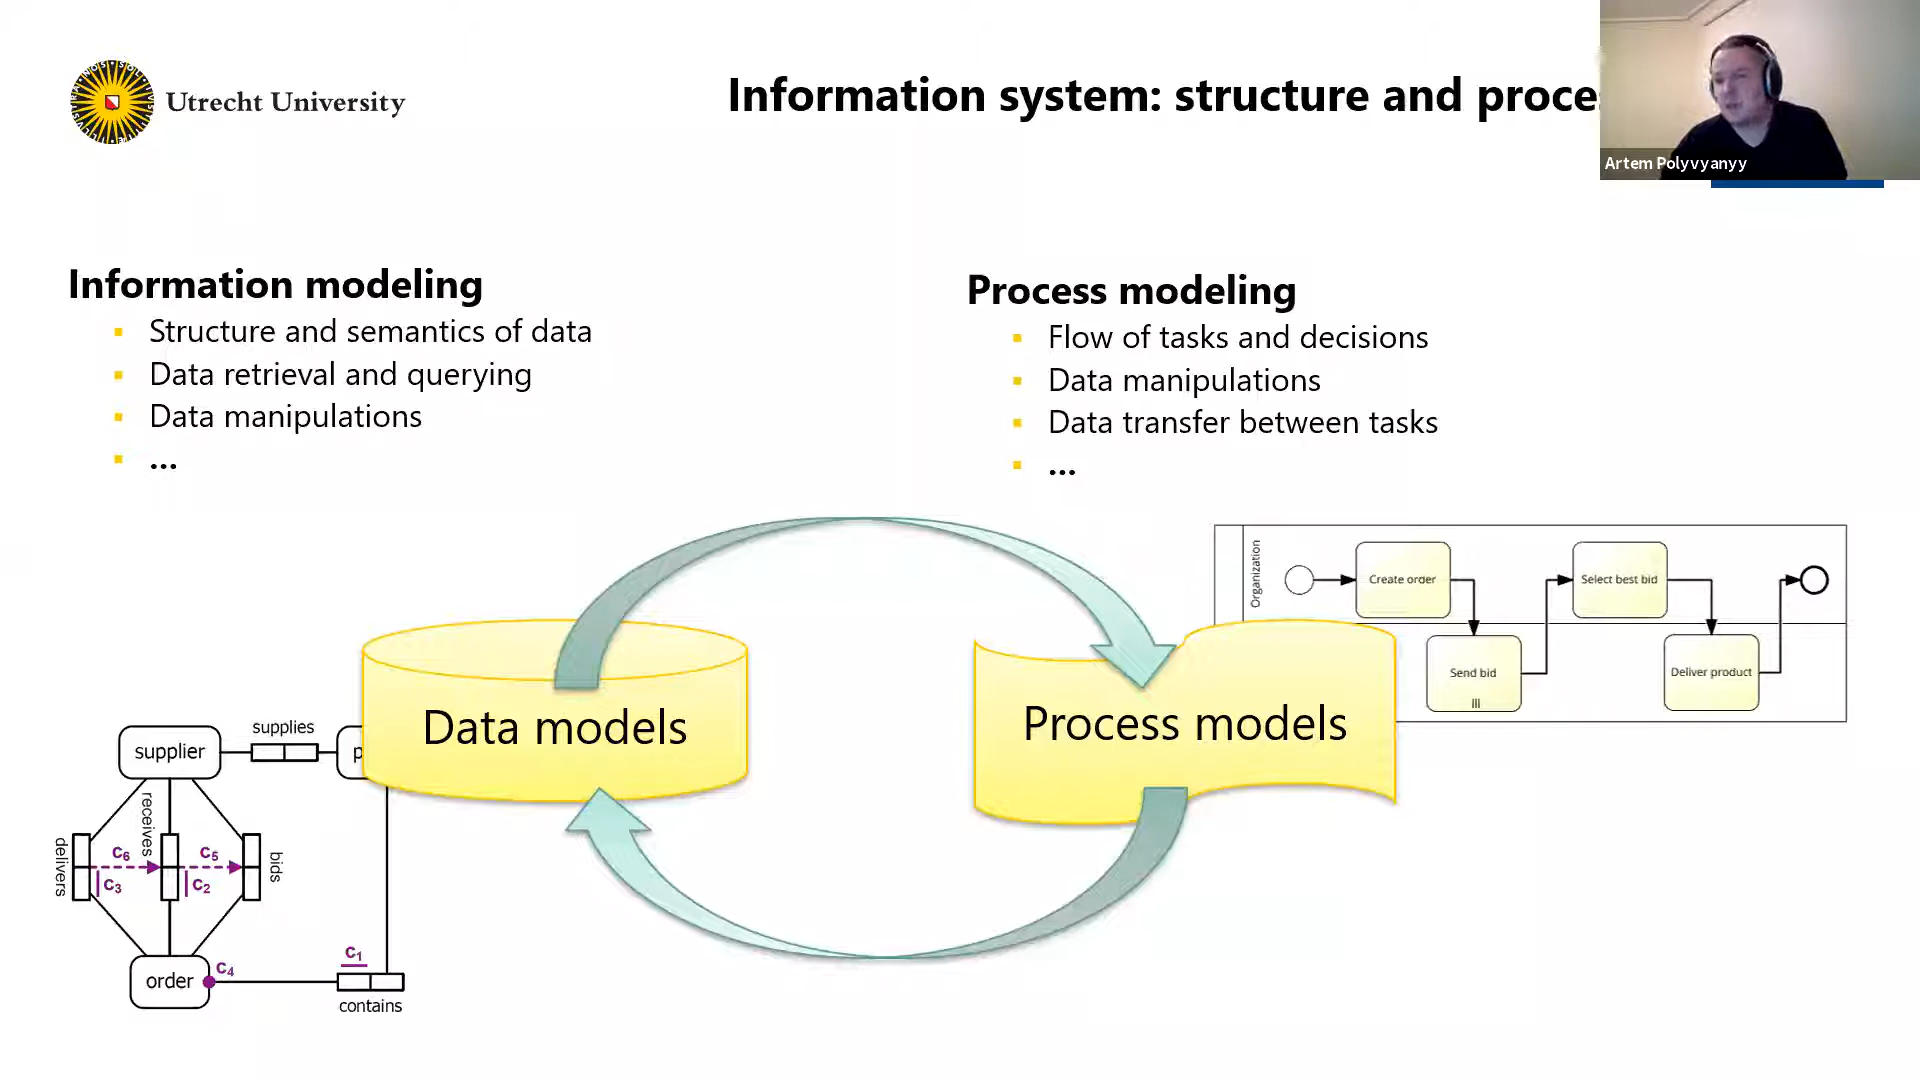 Utrecht University
Information system: structure and proce
Artem Polyvyanyy
Information modeling
Structure and semantics of data
Data retrieval and querying
Data manipulations
...
Process modeling
Flow of tasks and decisions
Data manipulations
Data transfer between tasks
...
Organization
Create order
Select best bid
Send bid
Deliver product
Data models
Process models
supplier
supplies
p
delivers
receives
bids
C6
C5
C3
C2
order
C4
C1
contains